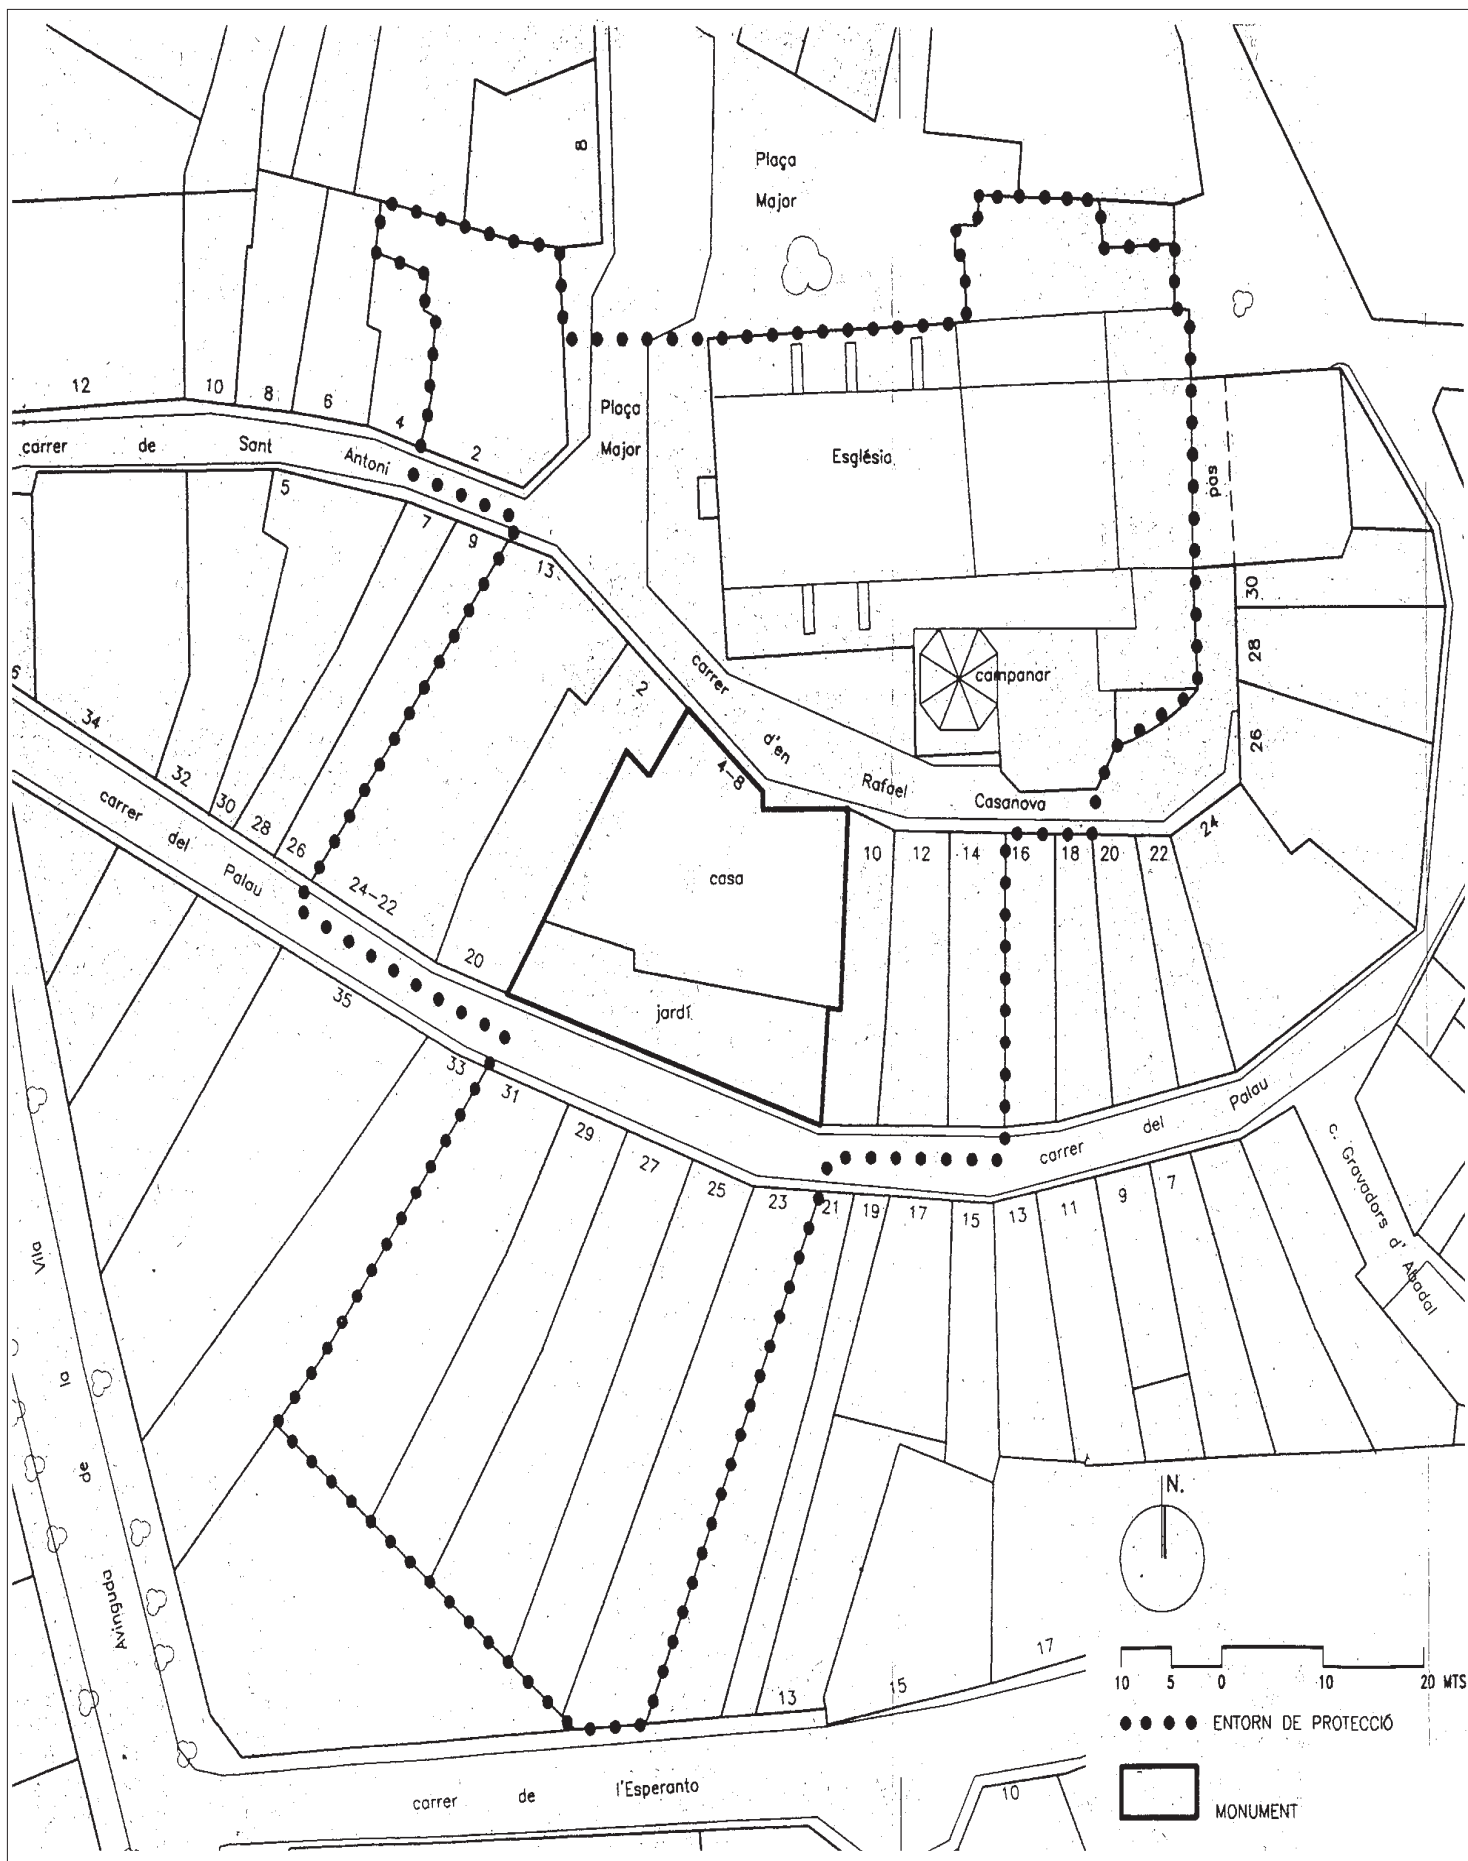 8
Plaça
Major
12
10
8
6
4
2
Plaça
Major
carrer de Sant Antoni
Església
pas
5
7
9
13
30
28
26
2
carrer d'en Rafael Casanova
campanar
4-8
6
34
32
30
28
26
24-22
20
casa
jardí
10
12
14
16
18
20
22
24
carrer del Palau
35
33
31
29
27
25
23
21
19
17
15
13
11
9
7
carrer del Palau
c. Gravadors d' Abadal
Avinguda de la Vila
N.
13
15
17
10 5 0 10 20 MTS
ENTORN DE PROTECCIÓ
MONUMENT
carrer de l'Esperanto
10